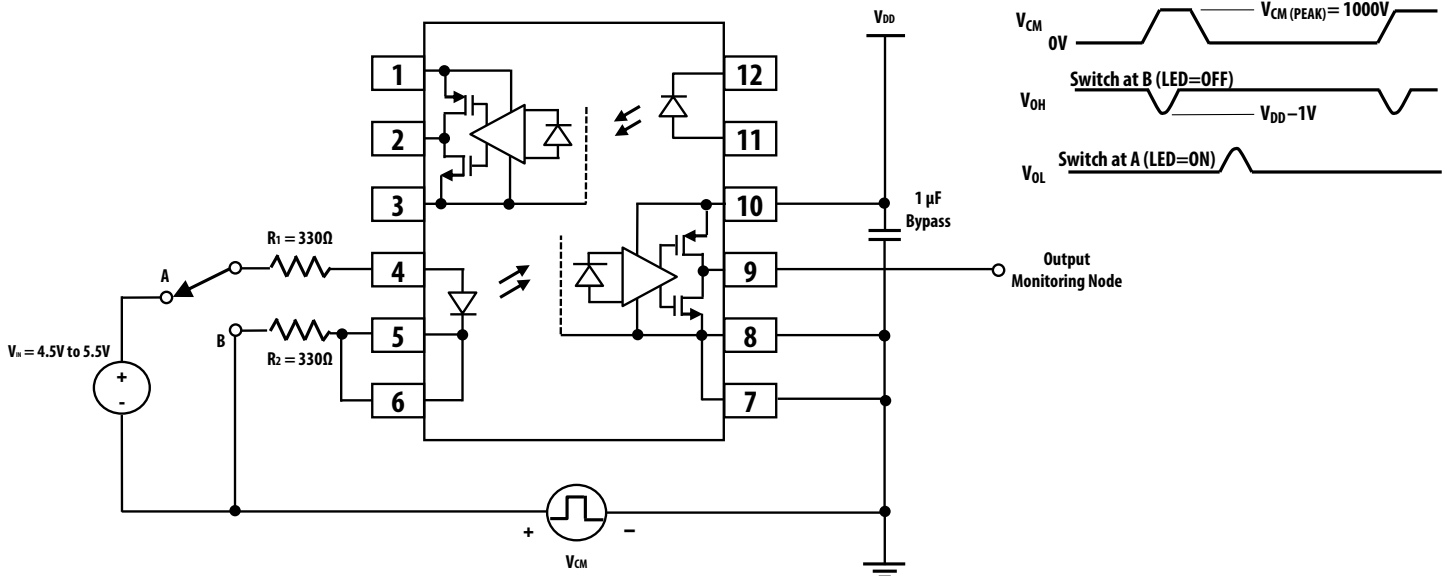 1
2
3
4
5
6
12
11
10
9
8
7
R1 = 330Ω
A
B
R2 = 330Ω
VIN = 4.5V to 5.5V
+
-
+
−
VCM
VDD
1 µF
Bypass
Output
Monitoring Node
VCM
0V
VCM (PEAK)= 1000V
Switch at B (LED=OFF)
VOH
VDD−1V
Switch at A (LED=ON)
VOL